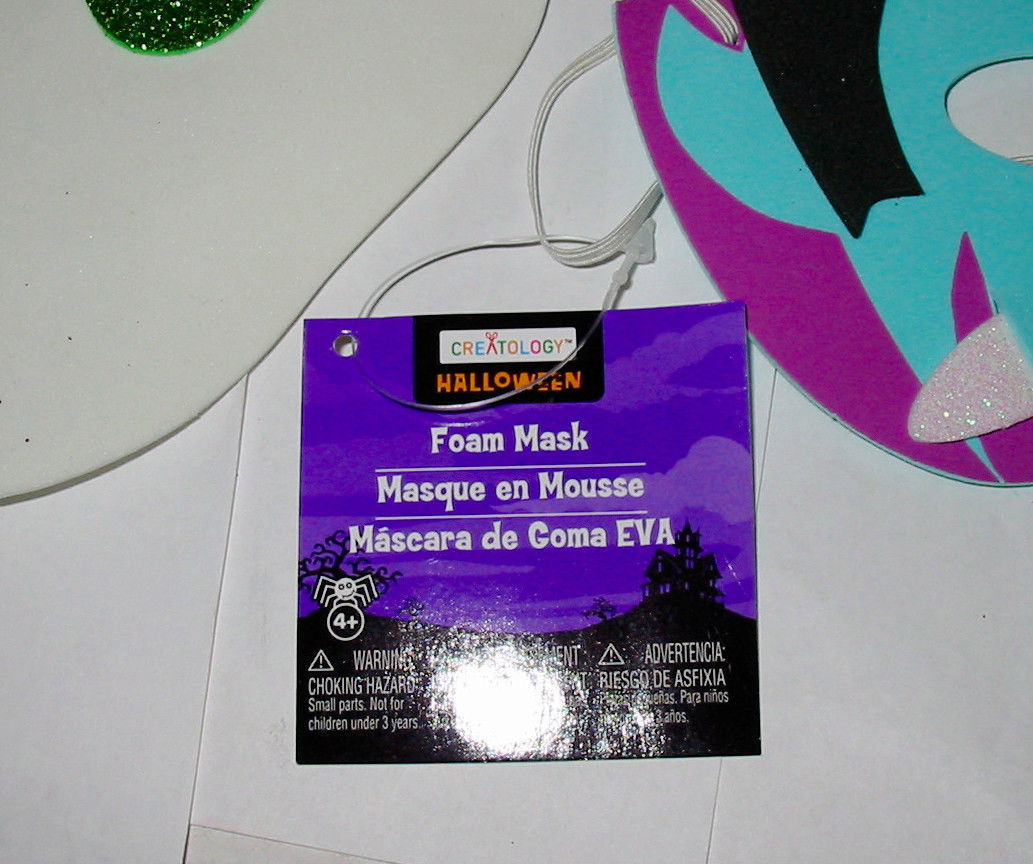 CREATOLOGY™
HALLOWEEN
Foam Mask
Masque en Mousse
Máscara de Goma EVA
4+
WARNING
CHOKING HAZARD
Small parts. Not for
children under 3 years.
ADVERTENCIA:
RIESGO DE ASFIXIA
Para niños
3 años.